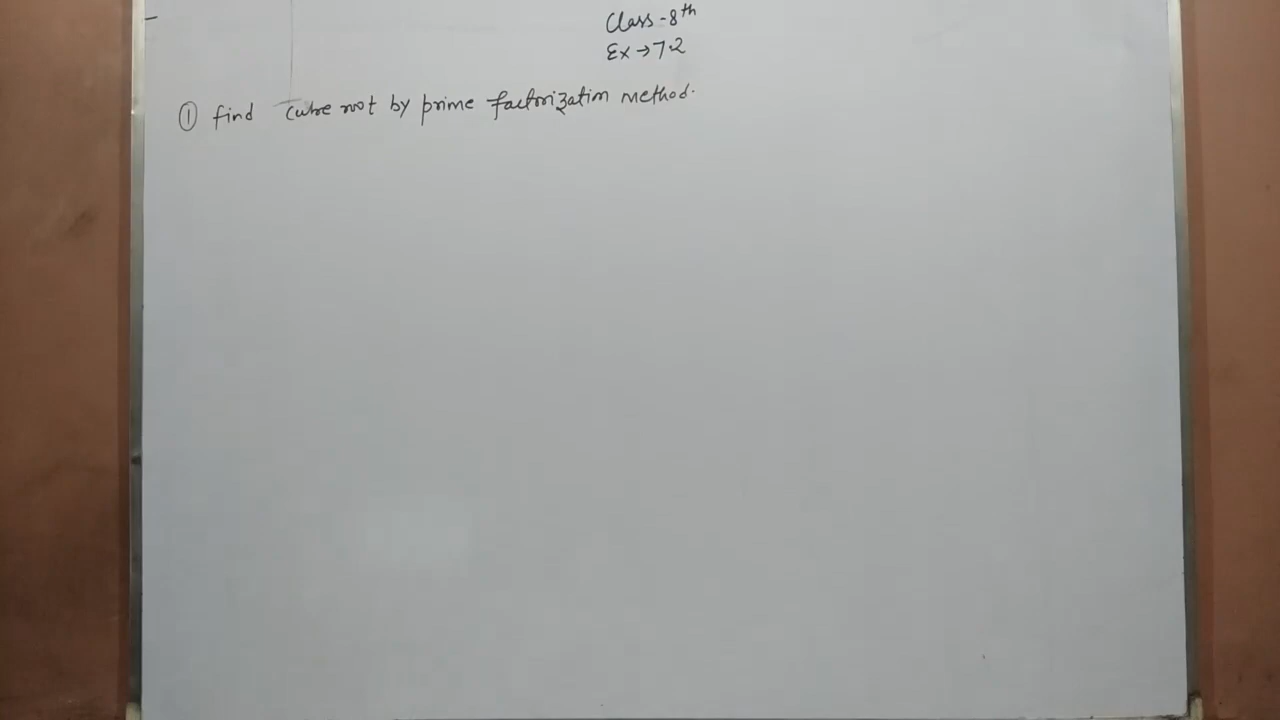 Class-8th
Ex→7.2
① find cube root by prime factorization method.